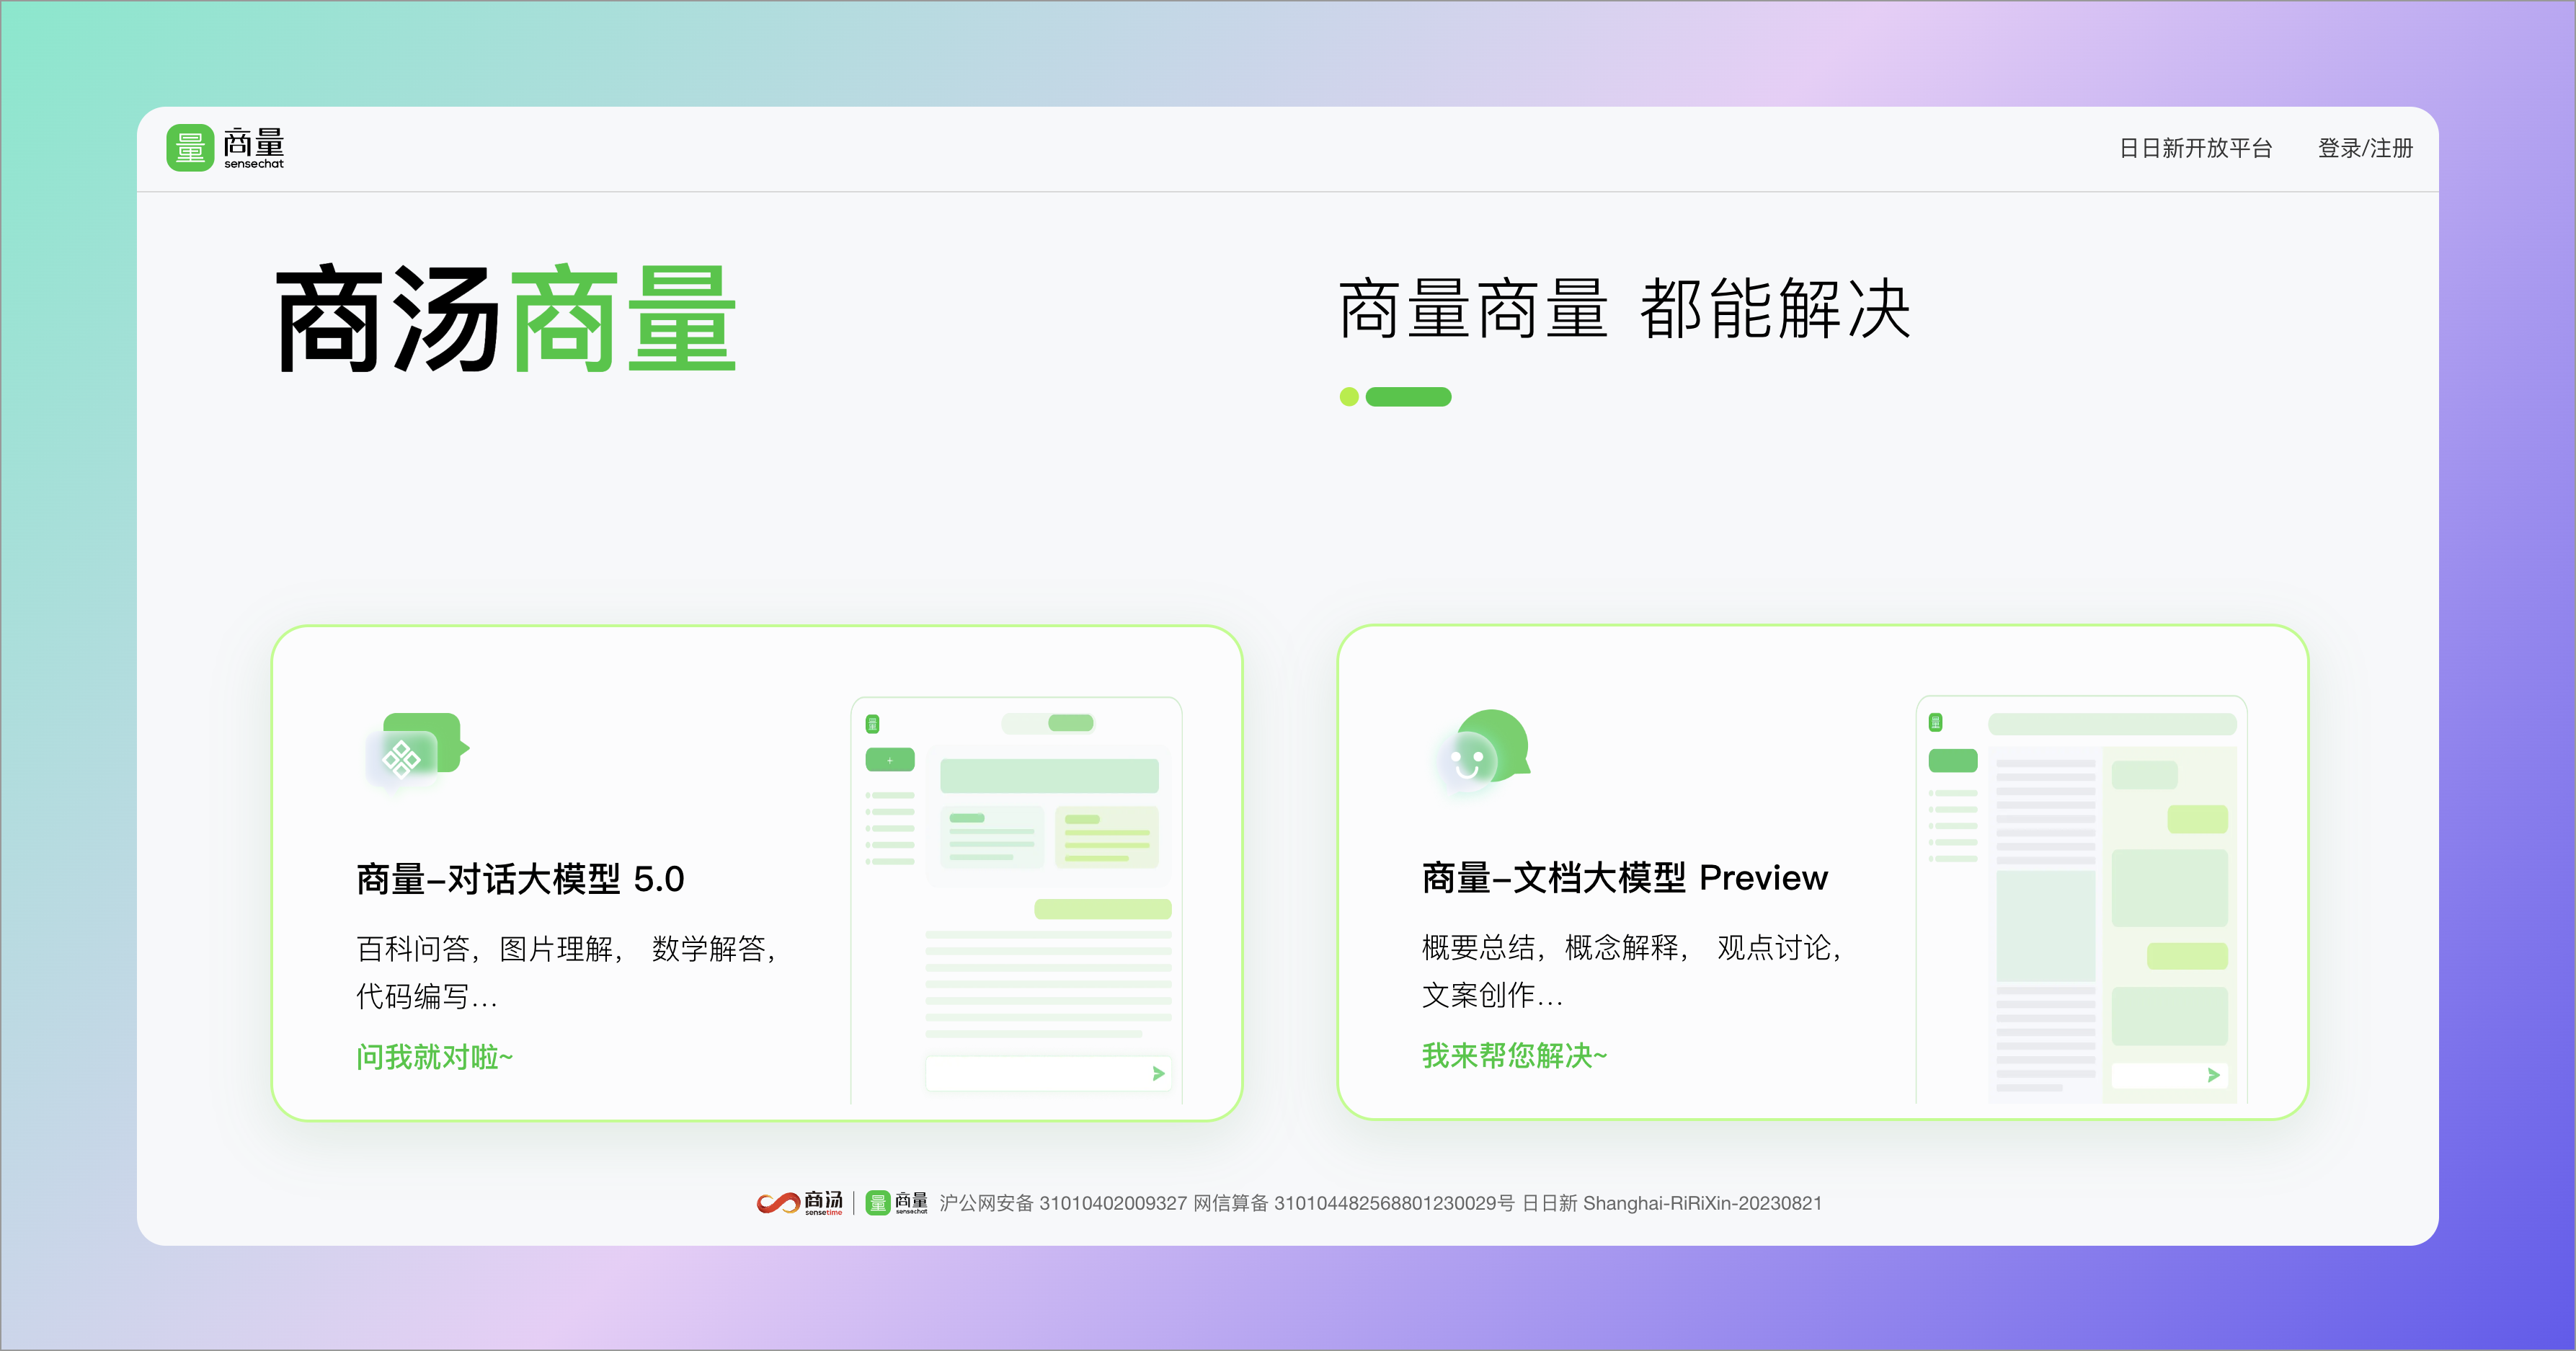 量 商量
sensechat
日日新开放平台 登录/注册
商汤商量
商量商量 都能解决
商量-对话大模型 5.0
百科问答，图片理解， 数学解答，
代码编写...
问我就对啦~
量
+
商量-文档大模型 Preview
概要总结，概念解释， 观点讨论，
文案创作...
我来帮您解决~
量
商汤 sensetime 量 商量 sensechat 沪公网安备 31010402009327 网信算备 310104482568801230029号 日日新 Shanghai-RiRiXin-20230821